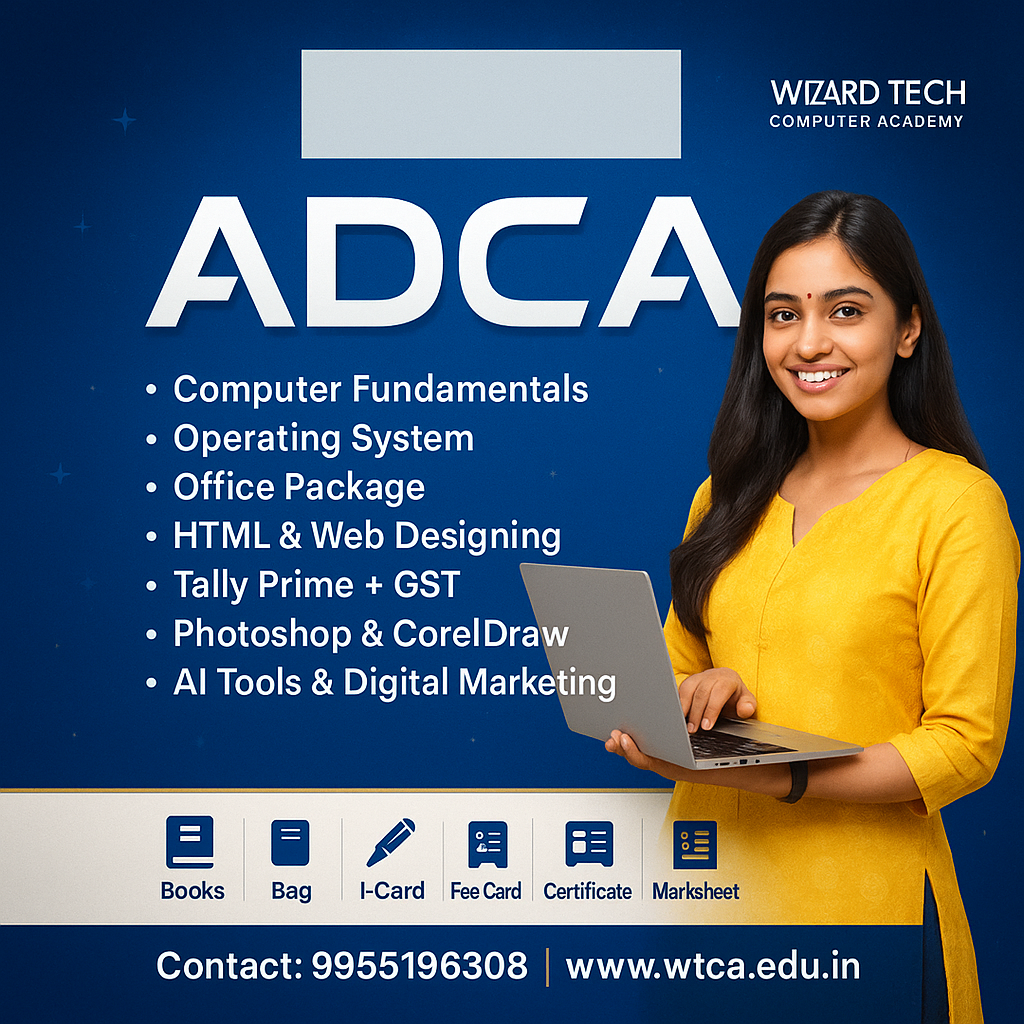 WIZARD TECH
COMPUTER ACADEMY
ADCA
• Computer Fundamentals
• Operating System
• Office Package
• HTML & Web Designing
• Tally Prime + GST
• Photoshop & CorelDraw
• AI Tools & Digital Marketing
Books
Bag
I-Card
Fee Card
Certificate
Marksheet
Contact: 9955196308 | www.wtca.edu.in